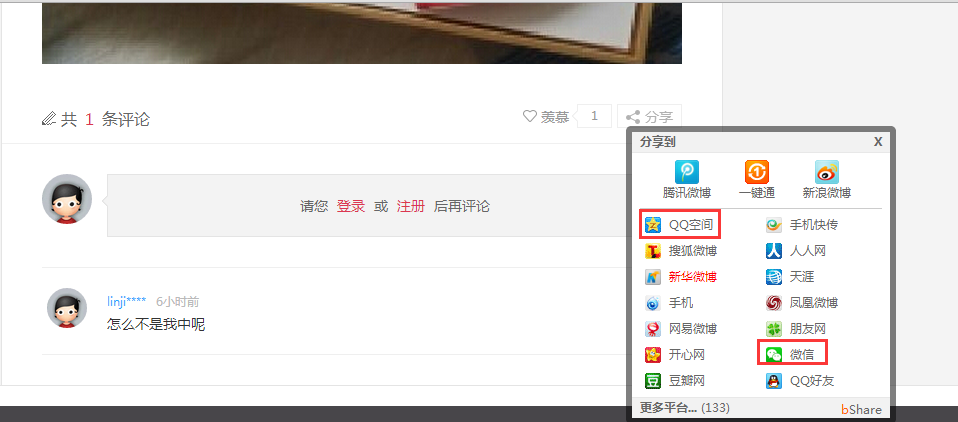 共 1 条评论
羡慕 1 分享
请您 登录 或 注册 后再评论
linji**** 6小时前
怎么不是我中呢
分享到 X
腾讯微博 一键通 新浪微博
QQ空间 手机快传
搜狐微博 人人网
新华微博 天涯
手机 凤凰微博
网易微博 朋友网
开心网 微信
豆瓣网 QQ好友
更多平台... (133) bShare